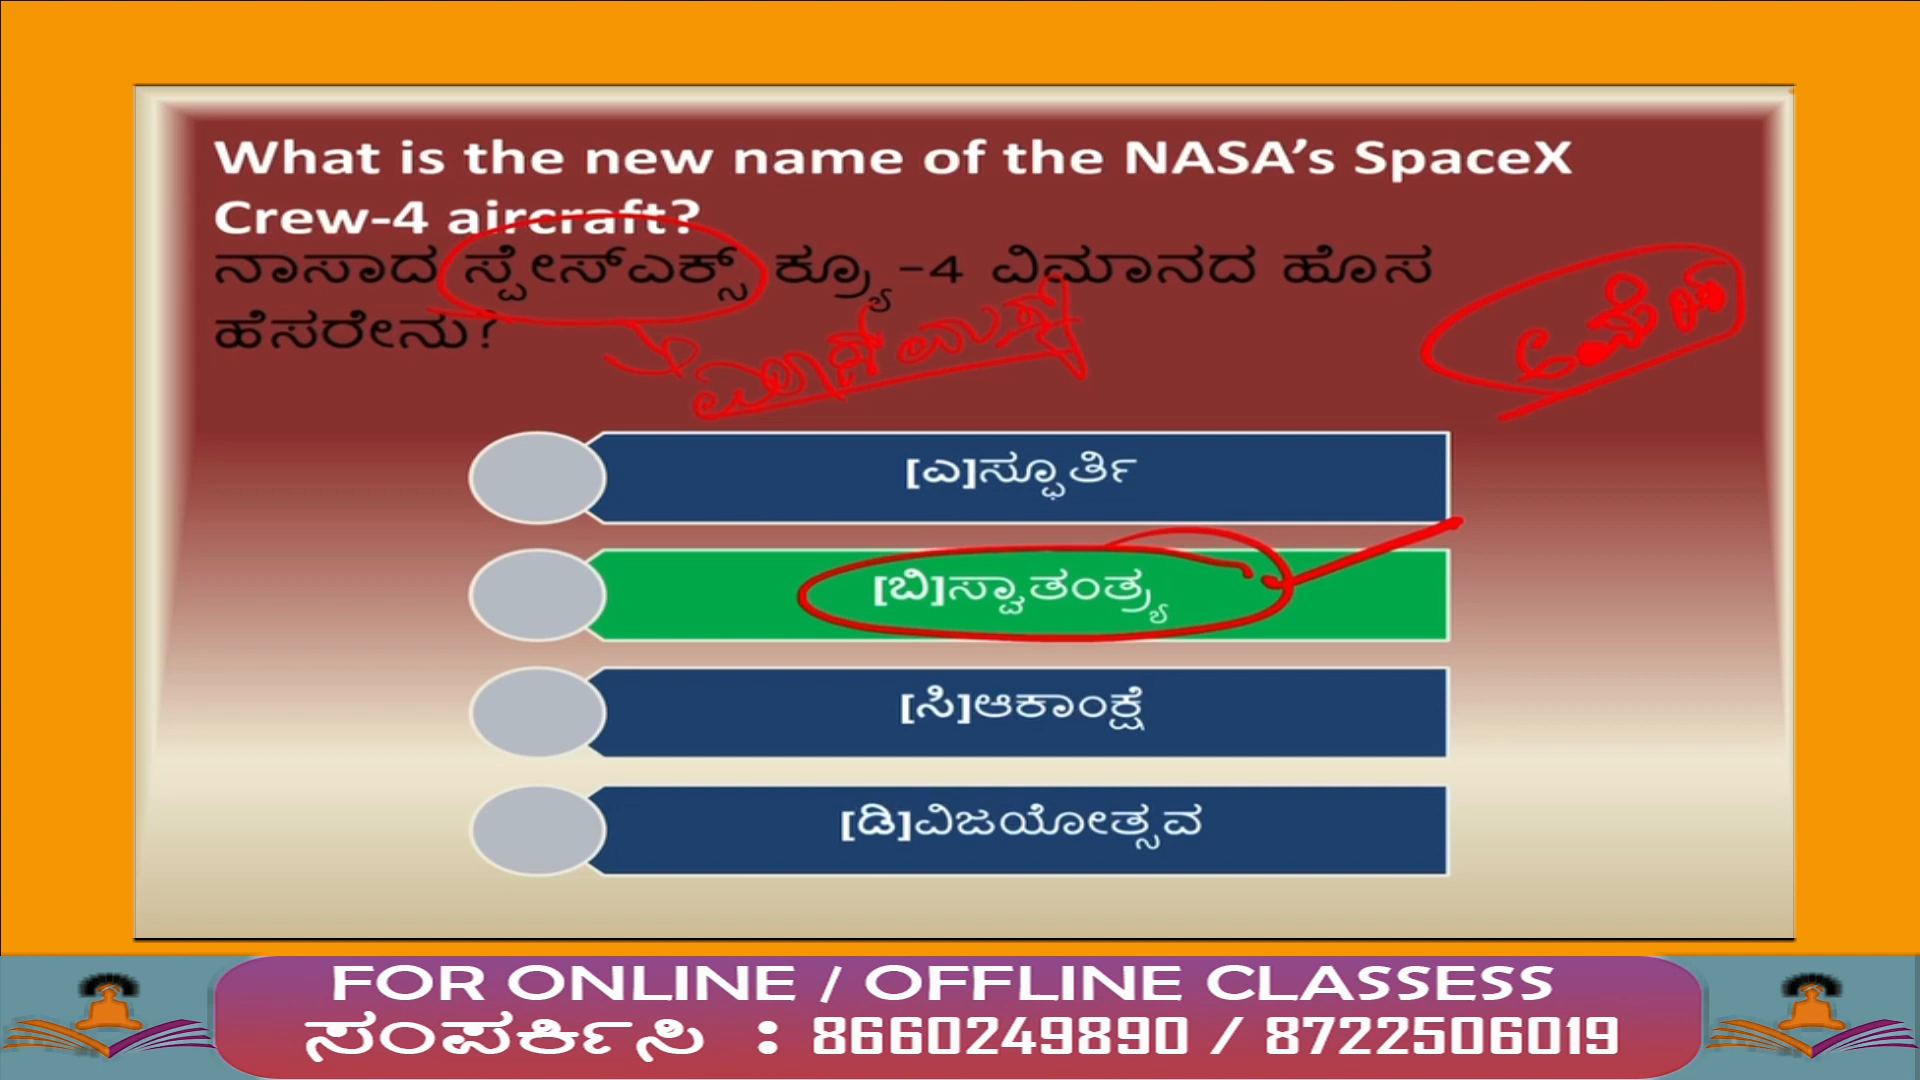 What is the new name of the NASA's SpaceX
Crew-4 aircraft?
ನಾಸಾದ ಸ್ಪೇಸ್ಎಕ್ಸ್ ಕ್ರ್ಯೂ -4 ವಿಮಾನದ ಹೊಸ
ಹೆಸರೇನು?
[ಎ]ಸ್ಫೂರ್ತಿ
[ಬಿ]ಸ್ವಾತಂತ್ರ್ಯ
[ಸಿ]ಆಕಾಂಕ್ಷೆ
[ಡಿ]ವಿಜಯೋತ್ಸವ
FOR ONLINE / OFFLINE CLASSESS
ಸಂಪರ್ಕಿಸಿ : 8660249890 / 8722506019